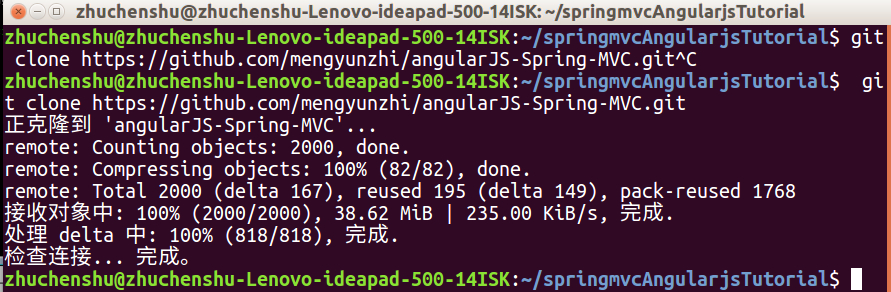 zhuchenshu@zhuchenshu-Lenovo-ideapad-500-14ISK: ~/springmvcAngularjsTutorial
zhuchenshu@zhuchenshu-Lenovo-ideapad-500-14ISK:~/springmvcAngularjsTutorial$ git
 clone https://github.com/mengyunzhi/angularJS-Spring-MVC.git^C
zhuchenshu@zhuchenshu-Lenovo-ideapad-500-14ISK:~/springmvcAngularjsTutorial$  gi
t clone https://github.com/mengyunzhi/angularJS-Spring-MVC.git
正克隆到 'angularJS-Spring-MVC'...
remote: Counting objects: 2000, done.
remote: Compressing objects: 100% (82/82), done.
remote: Total 2000 (delta 167), reused 195 (delta 149), pack-reused 1768
接收对象中: 100% (2000/2000), 38.62 MiB | 235.00 KiB/s, 完成.
处理 delta 中: 100% (818/818), 完成.
检查连接... 完成。
zhuchenshu@zhuchenshu-Lenovo-ideapad-500-14ISK:~/springmvcAngularjsTutorial$